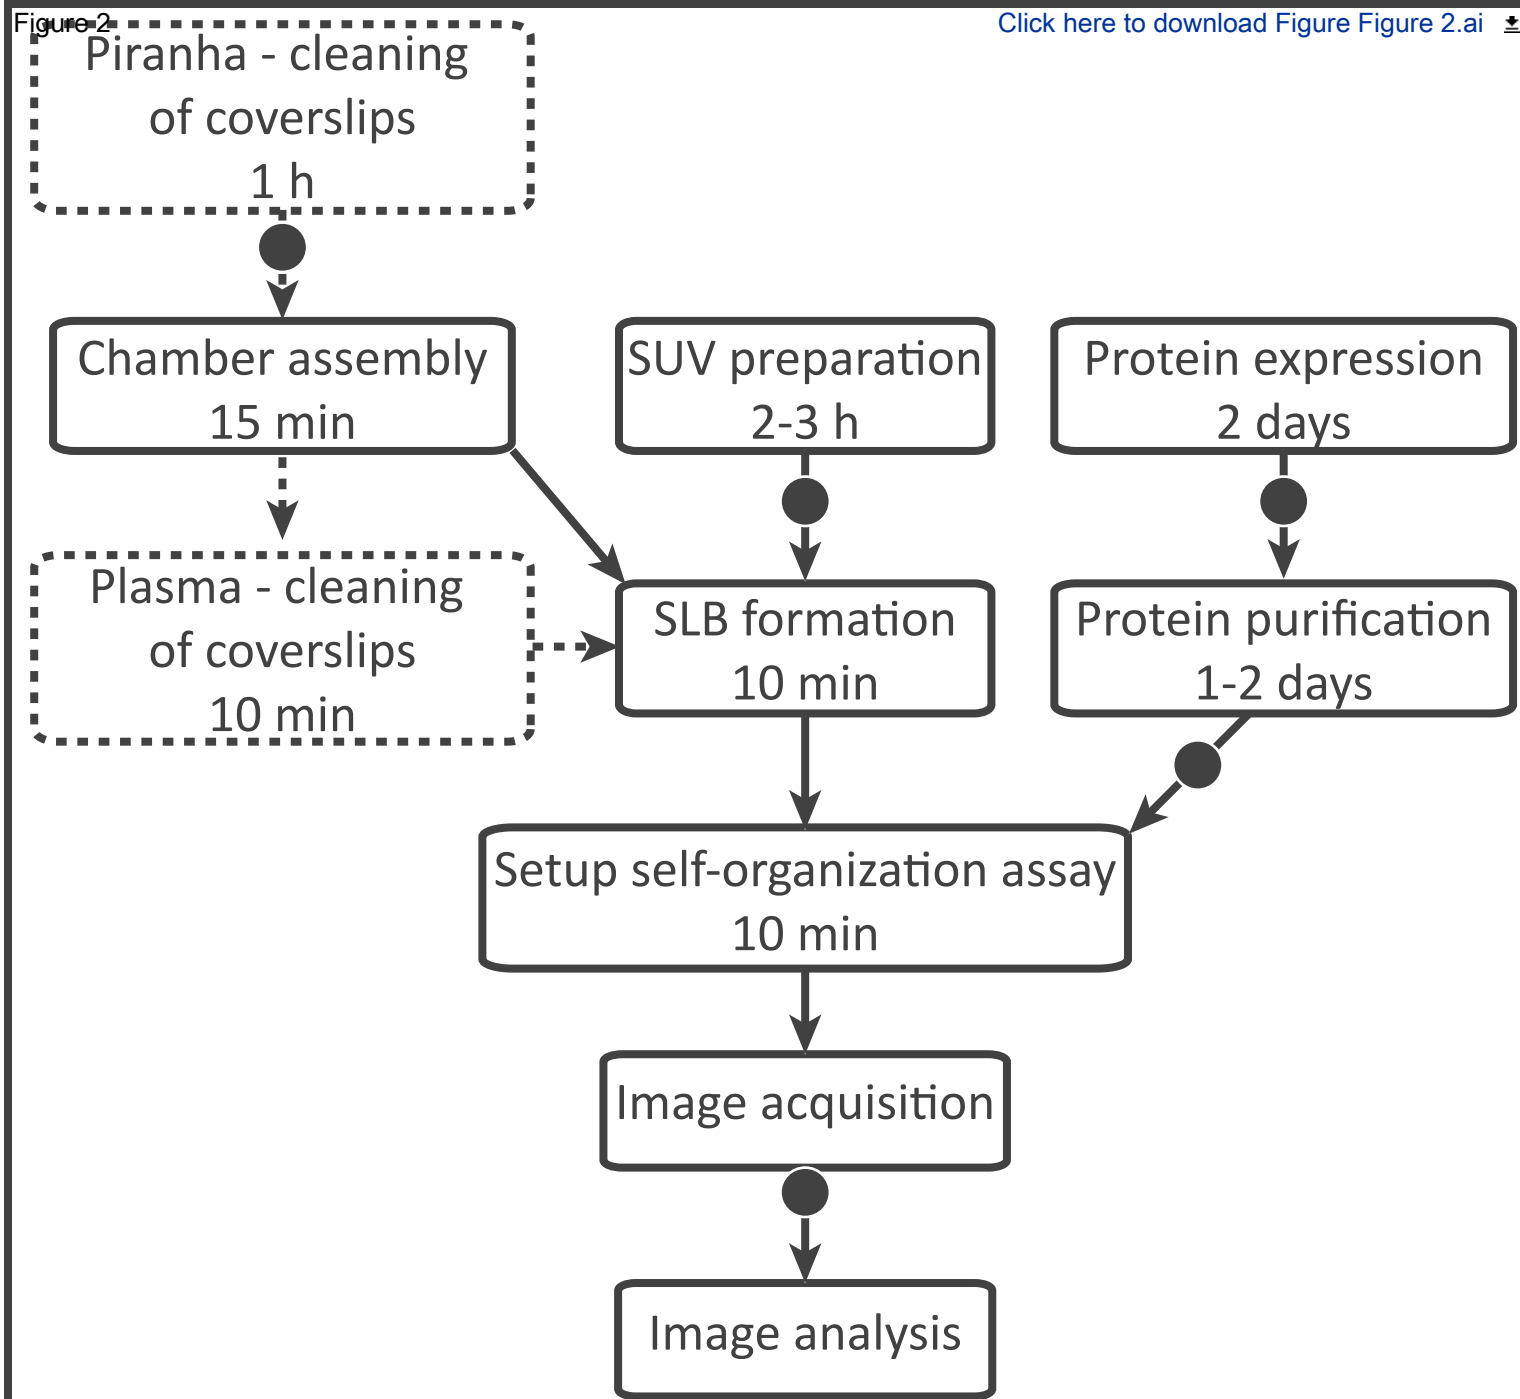 Figure 2
Click here to download Figure Figure 2.ai
Piranha - cleaning
of coverslips
1 h
Chamber assembly
15 min
SUV preparation
2-3 h
Protein expression
2 days
Plasma - cleaning
of coverslips
10 min
SLB formation
10 min
Protein purification
1-2 days
Setup self-organization assay
10 min
Image acquisition
Image analysis